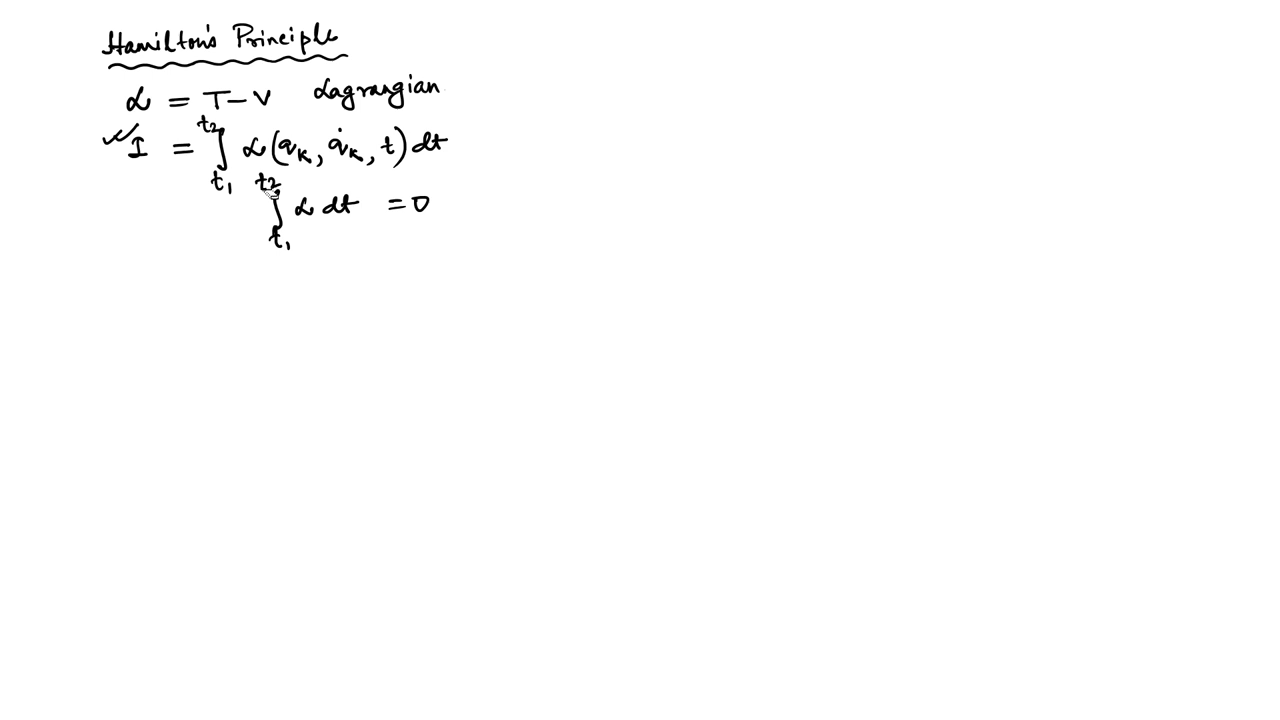 Hamilton's Principle
ℒ = T - V Lagrangian
✓ I = ∫_{t₁}^{t₂} ℒ(q_K, q̇_K, t) dt
∫_{t₁}^{t₂} ℒ dt = 0